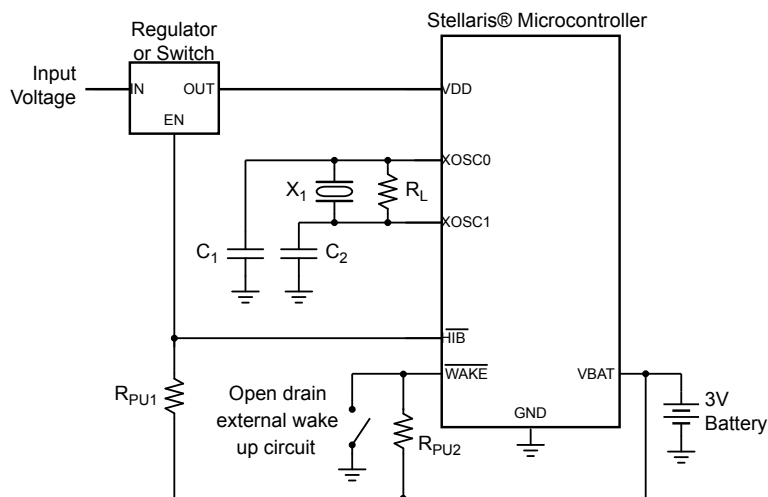 Stellaris® Microcontroller
Regulator
or Switch
Input
Voltage
IN
OUT
EN
VDD
XOSC0
X1
RL
XOSC1
C1
C2
HIB
WAKE
VBAT
RPU1
Open drain
external wake
up circuit
RPU2
GND
3V
Battery